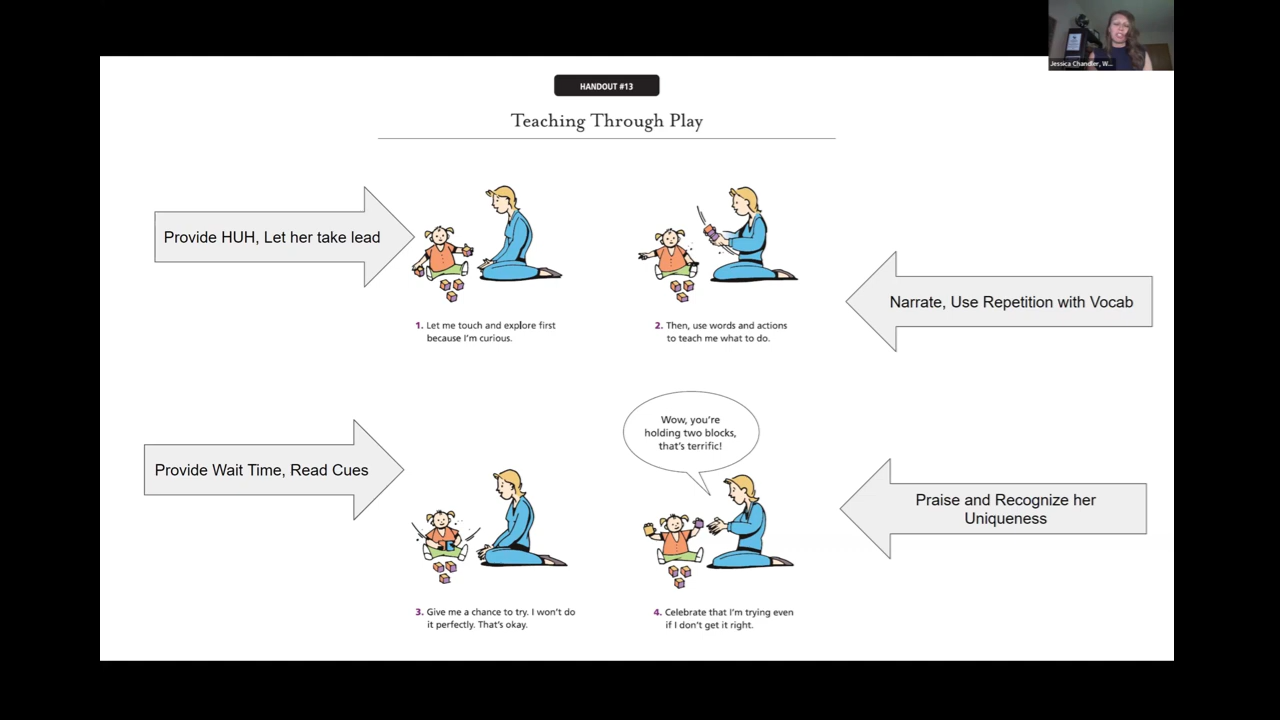 Jessica Chandler, W...
HANDOUT #13
Teaching Through Play
Provide HUH, Let her take lead
1. Let me touch and explore first
because I'm curious.
2. Then, use words and actions
to teach me what to do.
Narrate, Use Repetition with Vocab
Provide Wait Time, Read Cues
3. Give me a chance to try. I won't do
it perfectly. That's okay.
Wow, you're
holding two blocks,
that's terrific!
4. Celebrate that I'm trying even
if I don't get it right.
Praise and Recognize her
Uniqueness